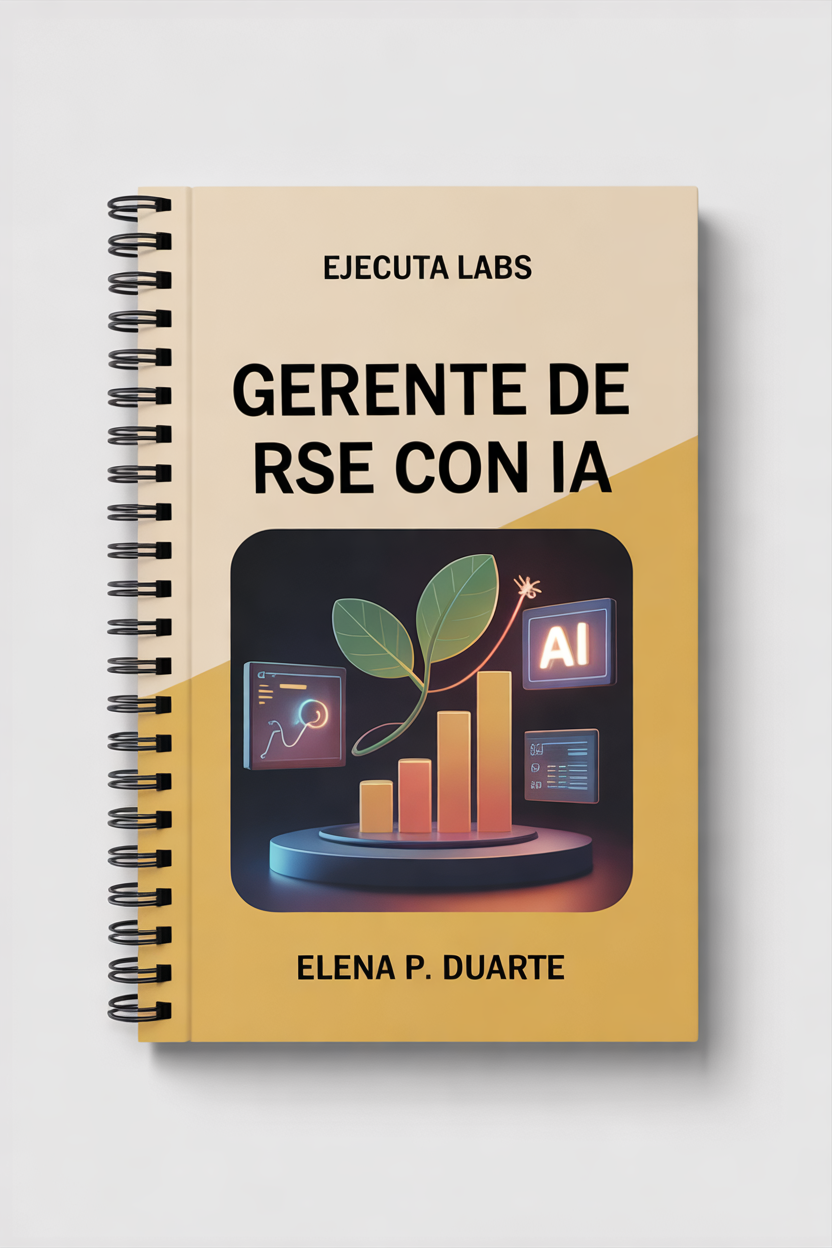 EJECUTA LABS
GERENTE DE
RSE CON IA
AI
ELENA P. DUARTE